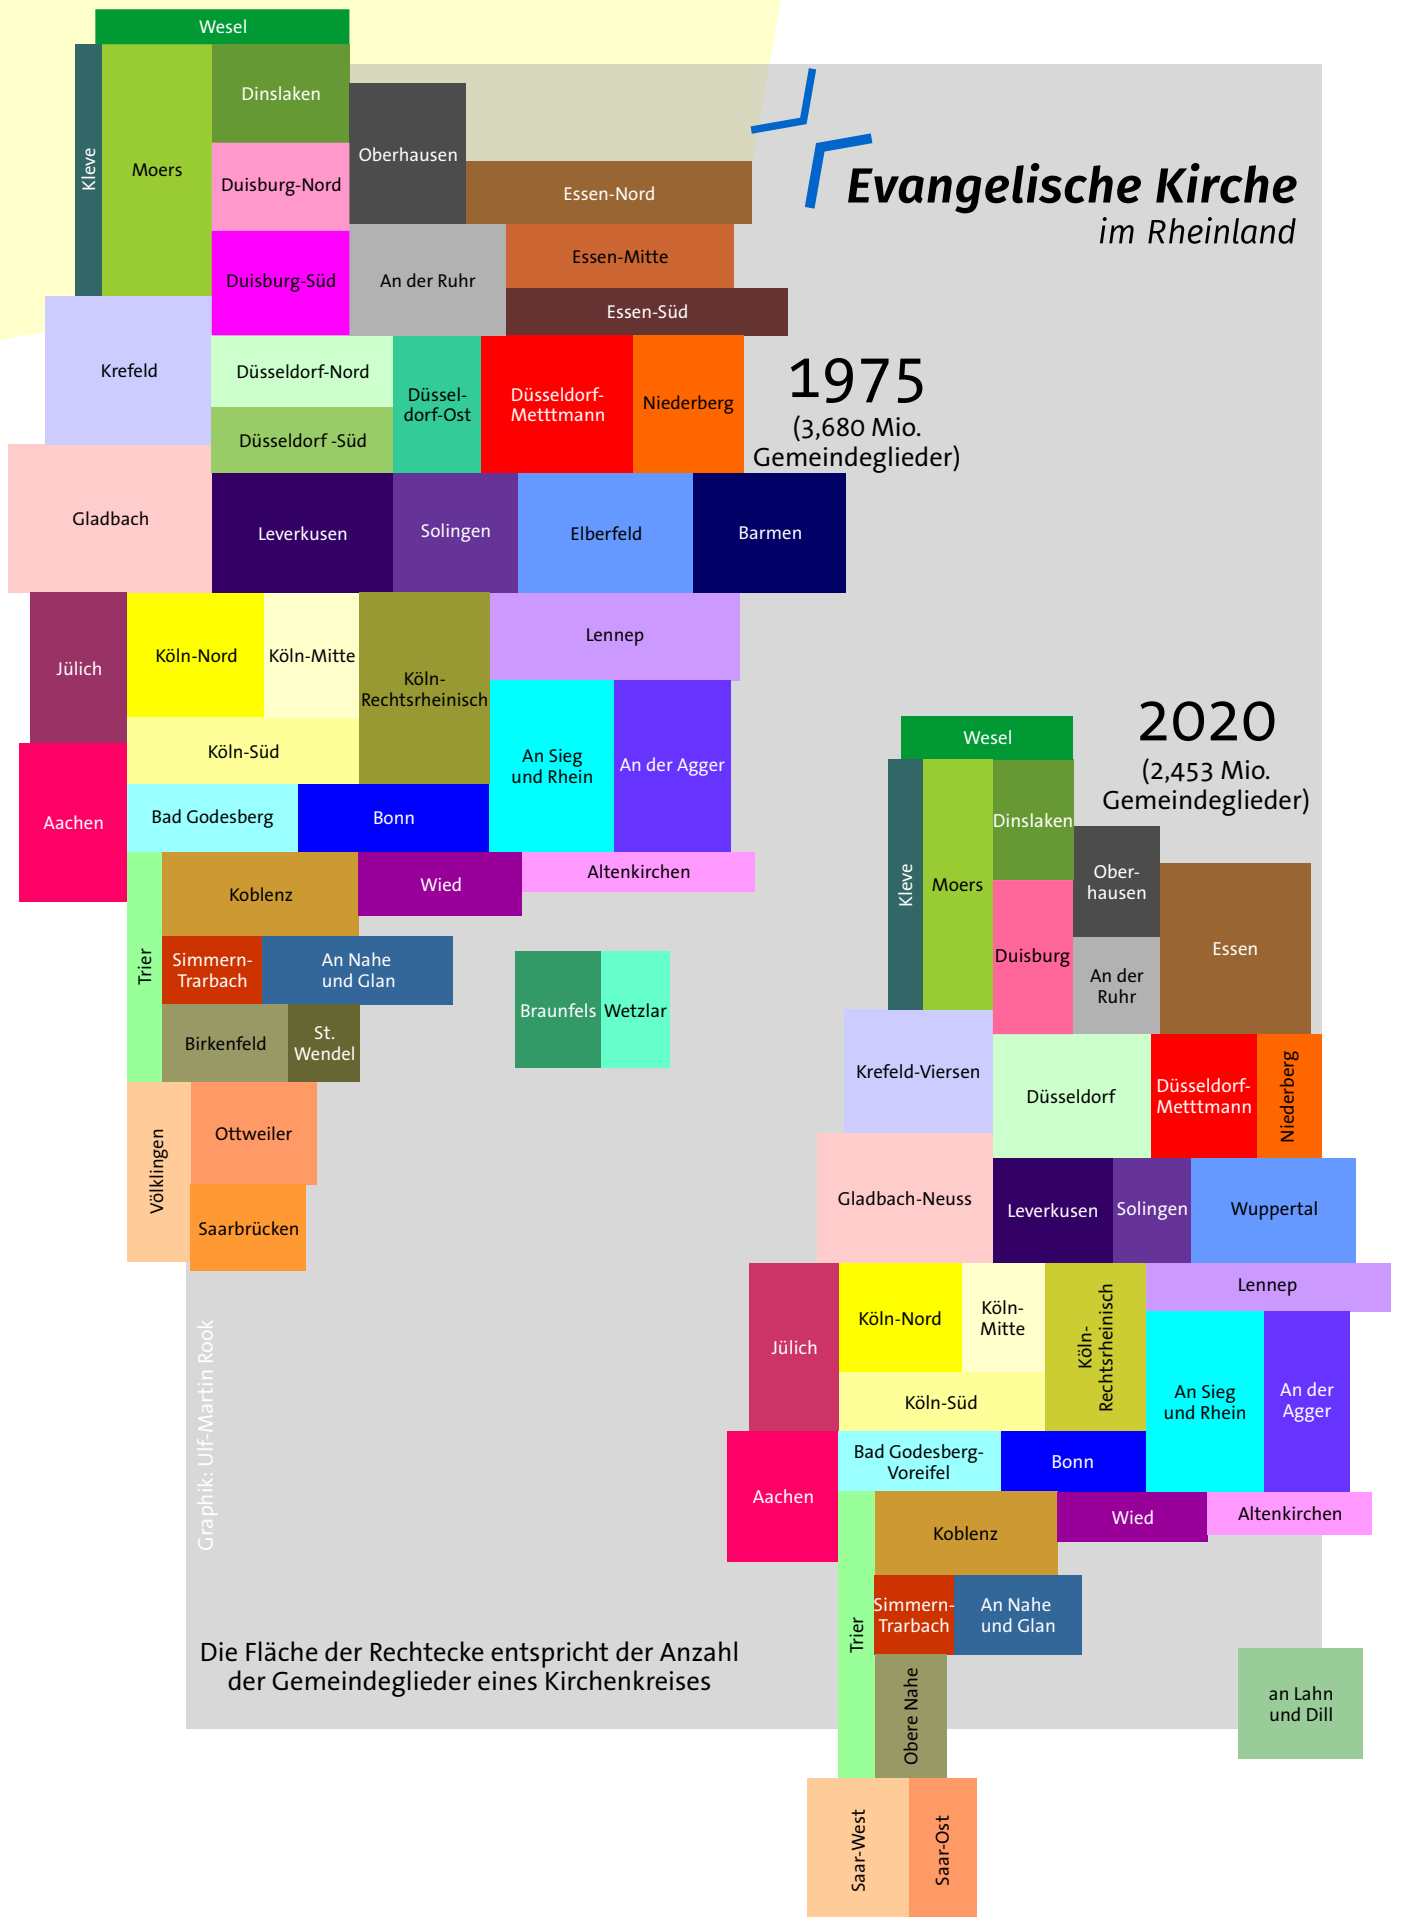 Wesel
Kleve
Moers
Dinslaken
Duisburg-Nord
Duisburg-Süd
Oberhausen
An der Ruhr
Essen-Nord
Essen-Mitte
Essen-Süd
Evangelische Kirche
im Rheinland
Krefeld
Düsseldorf-Nord
Düsseldorf -Süd
Düssel-
dorf-Ost
Düsseldorf-
Metttmann
Niederberg
1975
(3,680 Mio.
Gemeindeglieder)
Gladbach
Leverkusen
Solingen
Elberfeld
Barmen
Jülich
Köln-Nord
Köln-Mitte
Köln-
Rechtsrheinisch
Lennep
Köln-Süd
An Sieg
und Rhein
An der Agger
Aachen
Bad Godesberg
Bonn
Trier
Koblenz
Wied
Altenkirchen
Simmern-
Trarbach
An Nahe
und Glan
Birkenfeld
St.
Wendel
Braunfels
Wetzlar
Völklingen
Ottweiler
Saarbrücken
2020
(2,453 Mio.
Gemeindeglieder)
Wesel
Kleve
Moers
Dinslaken
Duisburg
Ober-
hausen
An der
Ruhr
Essen
Krefeld-Viersen
Düsseldorf
Düsseldorf-
Metttmann
Niederberg
Gladbach-Neuss
Leverkusen
Solingen
Wuppertal
Jülich
Köln-Nord
Köln-
Mitte
Köln-
Rechtsrheinisch
Lennep
Köln-Süd
An Sieg
und Rhein
An der
Agger
Aachen
Bad Godesberg-
Voreifel
Bonn
Trier
Koblenz
Wied
Altenkirchen
Simmern-
Trarbach
An Nahe
und Glan
Obere Nahe
an Lahn
und Dill
Saar-West
Saar-Ost
Graphik: Ulf-Martin Rook
Die Fläche der Rechtecke entspricht der Anzahl
der Gemeindeglieder eines Kirchenkreises